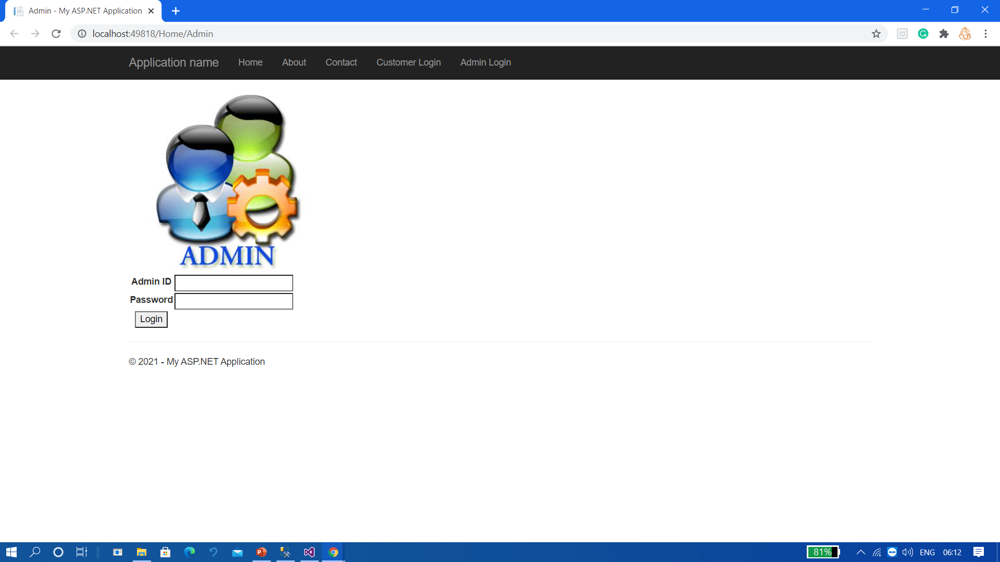 Admin - My ASP.NET Application
localhost:49818/Home/Admin
Application name Home About Contact Customer Login Admin Login
ADMIN
Admin ID
Password
Login
© 2021 - My ASP.NET Application
81% ENG 06:12